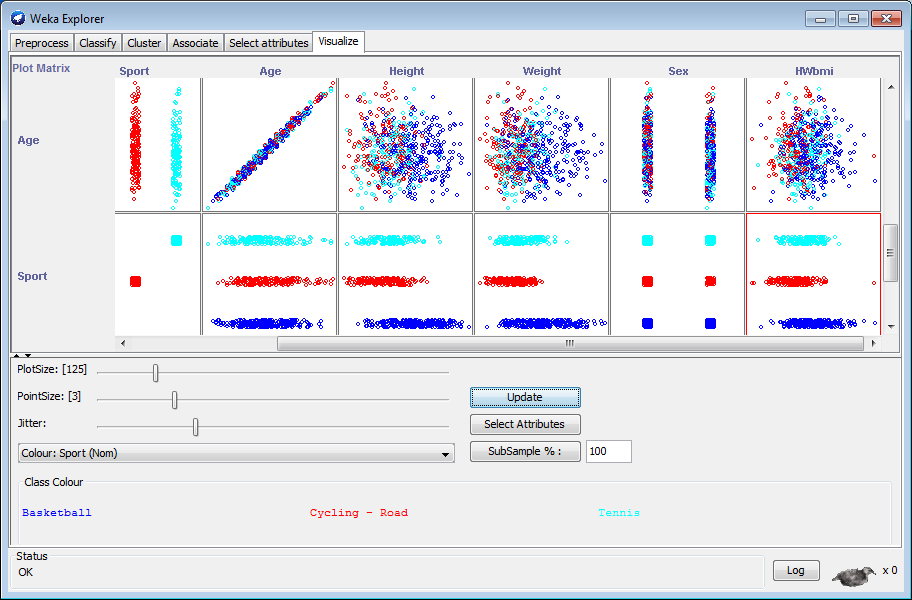 Weka Explorer
Preprocess Classify Cluster Associate Select attributes Visualize
Plot Matrix Sport Age Height Weight Sex HWbmi
Age
Sport
PlotSize: [125]
PointSize: [3] Update
Jitter: Select Attributes
Colour: Sport (Nom) SubSample % : 100
Class Colour
Basketball Cycling - Road Tennis
Status
OK Log x 0